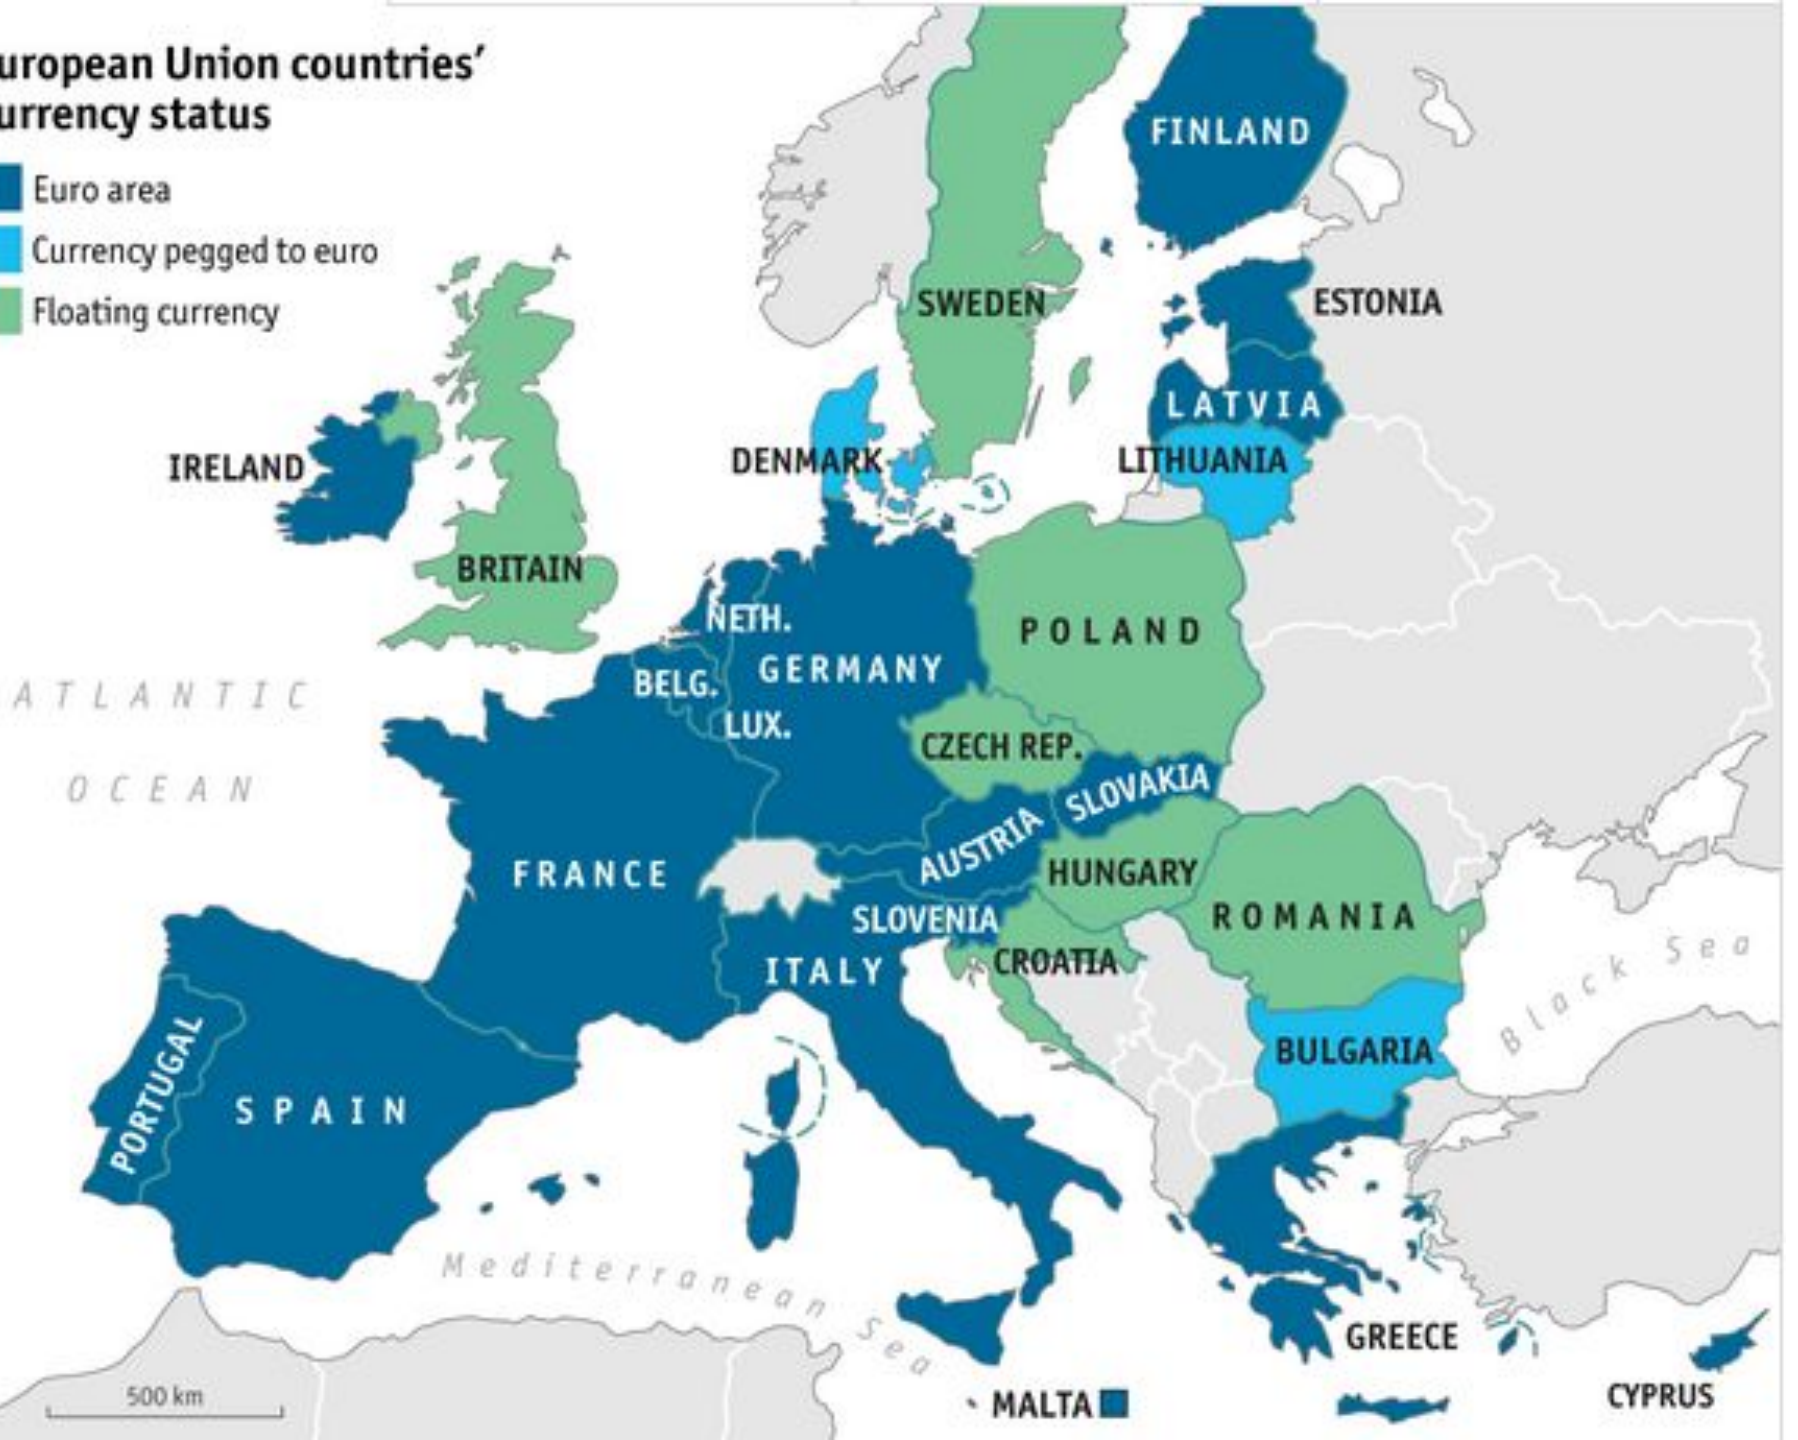 uropean Union countries'
urrency status
Euro area
Currency pegged to euro
Floating currency
FINLAND
SWEDEN
ESTONIA
LATVIA
DENMARK
LITHUANIA
IRELAND
BRITAIN
NETH.
POLAND
GERMANY
BELG.
LUX.
ATLANTIC
OCEAN
CZECH REP.
SLOVAKIA
AUSTRIA
FRANCE
HUNGARY
SLOVENIA
ROMANIA
CROATIA
ITALY
Black Sea
BULGARIA
PORTUGAL
SPAIN
Mediterranean Sea
GREECE
MALTA
CYPRUS
500 km